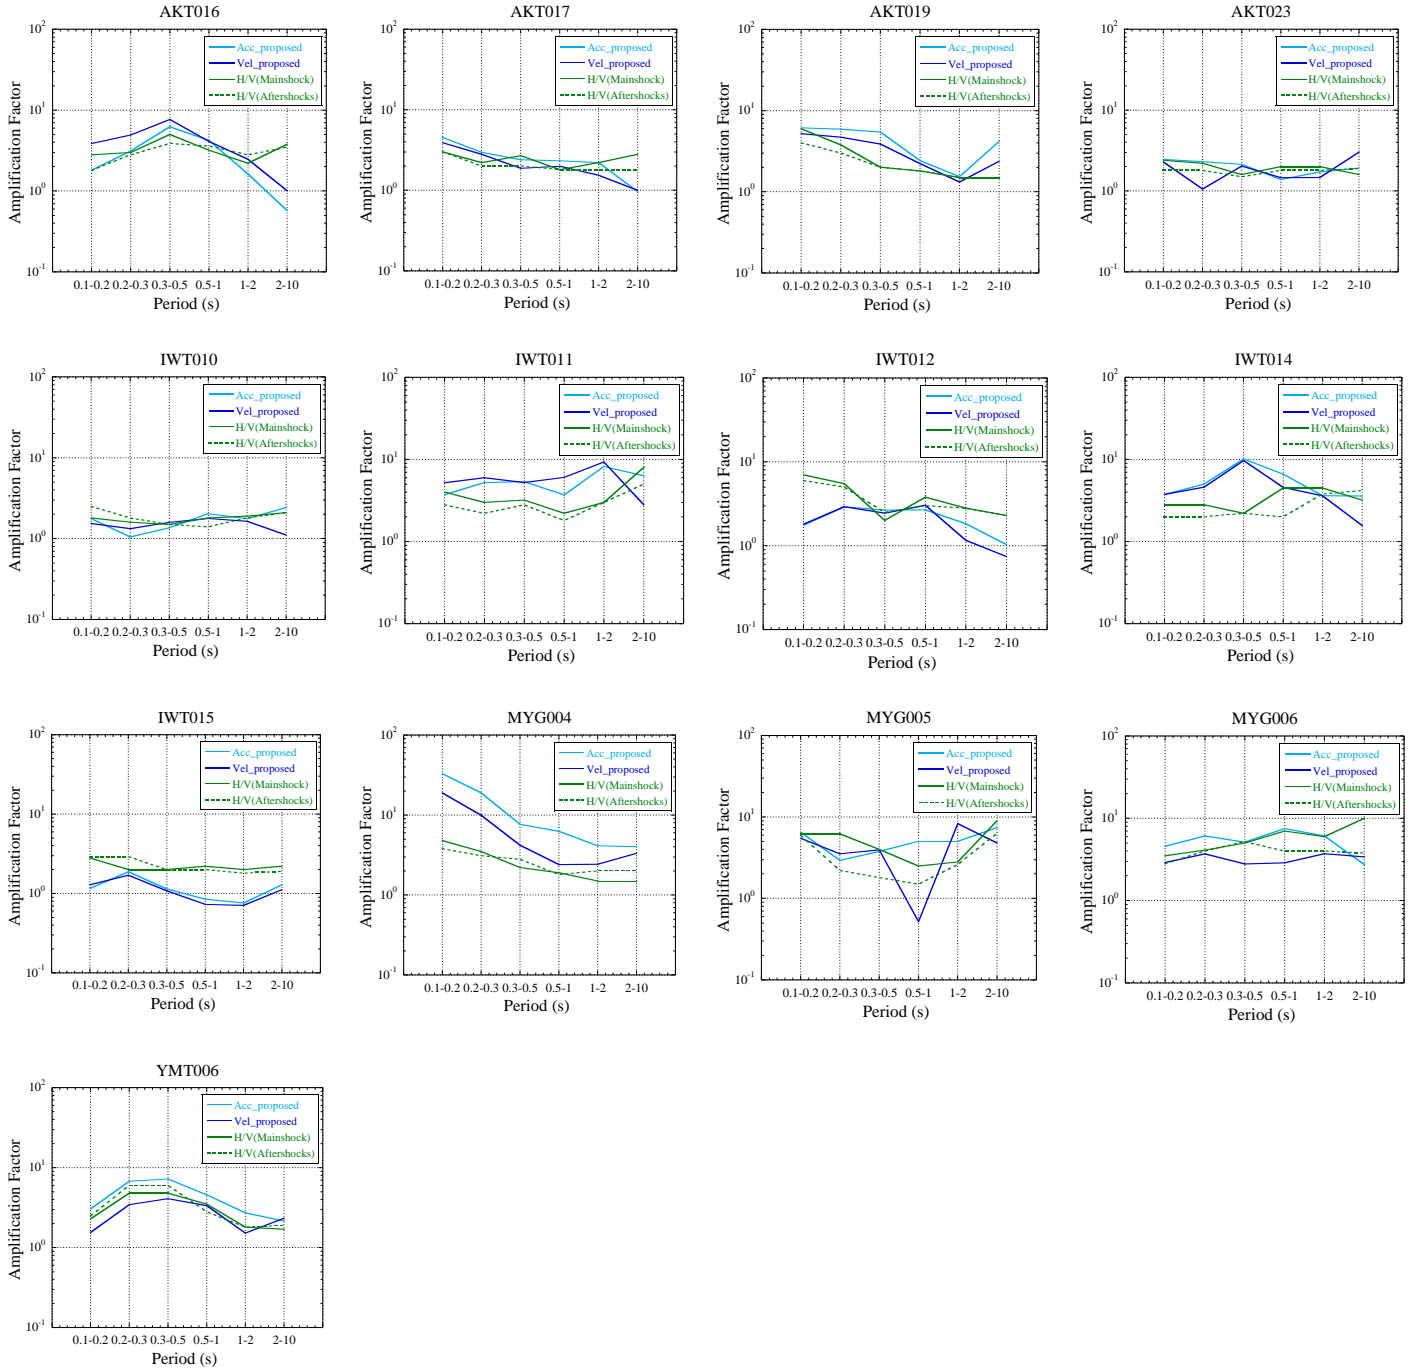 AKT016
Amplification Factor
10²
10¹
10⁰
10⁻¹
Acc_proposed
Vel_proposed
H/V(Mainshock)
H/V(Aftershocks)
0.1-0.2 0.2-0.3 0.3-0.5 0.5-1 1-2 2-10
Period (s)
AKT017
Amplification Factor
10²
10¹
10⁰
10⁻¹
Acc_proposed
Vel_proposed
H/V(Mainshock)
H/V(Aftershocks)
0.1-0.2 0.2-0.3 0.3-0.5 0.5-1 1-2 2-10
Period (s)
AKT019
Amplification Factor
10²
10¹
10⁰
10⁻¹
Acc_proposed
Vel_proposed
H/V(Mainshock)
H/V(Aftershocks)
0.1-0.2 0.2-0.3 0.3-0.5 0.5-1 1-2 2-10
Period (s)
AKT023
Amplification Factor
10²
10¹
10⁰
10⁻¹
Acc_proposed
Vel_proposed
H/V(Mainshock)
H/V(Aftershocks)
0.1-0.2 0.2-0.3 0.3-0.5 0.5-1 1-2 2-10
Period (s)
IWT010
Amplification Factor
10²
10¹
10⁰
10⁻¹
Acc_proposed
Vel_proposed
H/V(Mainshock)
H/V(Aftershocks)
0.1-0.2 0.2-0.3 0.3-0.5 0.5-1 1-2 2-10
Period (s)
IWT011
Amplification Factor
10²
10¹
10⁰
10⁻¹
Acc_proposed
Vel_proposed
H/V(Mainshock)
H/V(Aftershocks)
0.1-0.2 0.2-0.3 0.3-0.5 0.5-1 1-2 2-10
Period (s)
IWT012
Amplification Factor
10²
10¹
10⁰
10⁻¹
Acc_proposed
Vel_proposed
H/V(Mainshock)
H/V(Aftershocks)
0.1-0.2 0.2-0.3 0.3-0.5 0.5-1 1-2 2-10
Period (s)
IWT014
Amplification Factor
10²
10¹
10⁰
10⁻¹
Acc_proposed
Vel_proposed
H/V(Mainshock)
H/V(Aftershocks)
0.1-0.2 0.2-0.3 0.3-0.5 0.5-1 1-2 2-10
Period (s)
IWT015
Amplification Factor
10²
10¹
10⁰
10⁻¹
Acc_proposed
Vel_proposed
H/V(Mainshock)
H/V(Aftershocks)
0.1-0.2 0.2-0.3 0.3-0.5 0.5-1 1-2 2-10
Period (s)
MYG004
Amplification Factor
10²
10¹
10⁰
10⁻¹
Acc_proposed
Vel_proposed
H/V(Mainshock)
H/V(Aftershocks)
0.1-0.2 0.2-0.3 0.3-0.5 0.5-1 1-2 2-10
Period (s)
MYG005
Amplification Factor
10²
10¹
10⁰
10⁻¹
Acc_proposed
Vel_proposed
H/V(Mainshock)
H/V(Aftershocks)
0.1-0.2 0.2-0.3 0.3-0.5 0.5-1 1-2 2-10
Period (s)
MYG006
Amplification Factor
10²
10¹
10⁰
10⁻¹
Acc_proposed
Vel_proposed
H/V(Mainshock)
H/V(Aftershocks)
0.1-0.2 0.2-0.3 0.3-0.5 0.5-1 1-2 2-10
Period (s)
YMT006
Amplification Factor
10²
10¹
10⁰
10⁻¹
Acc_proposed
Vel_proposed
H/V(Mainshock)
H/V(Aftershocks)
0.1-0.2 0.2-0.3 0.3-0.5 0.5-1 1-2 2-10
Period (s)